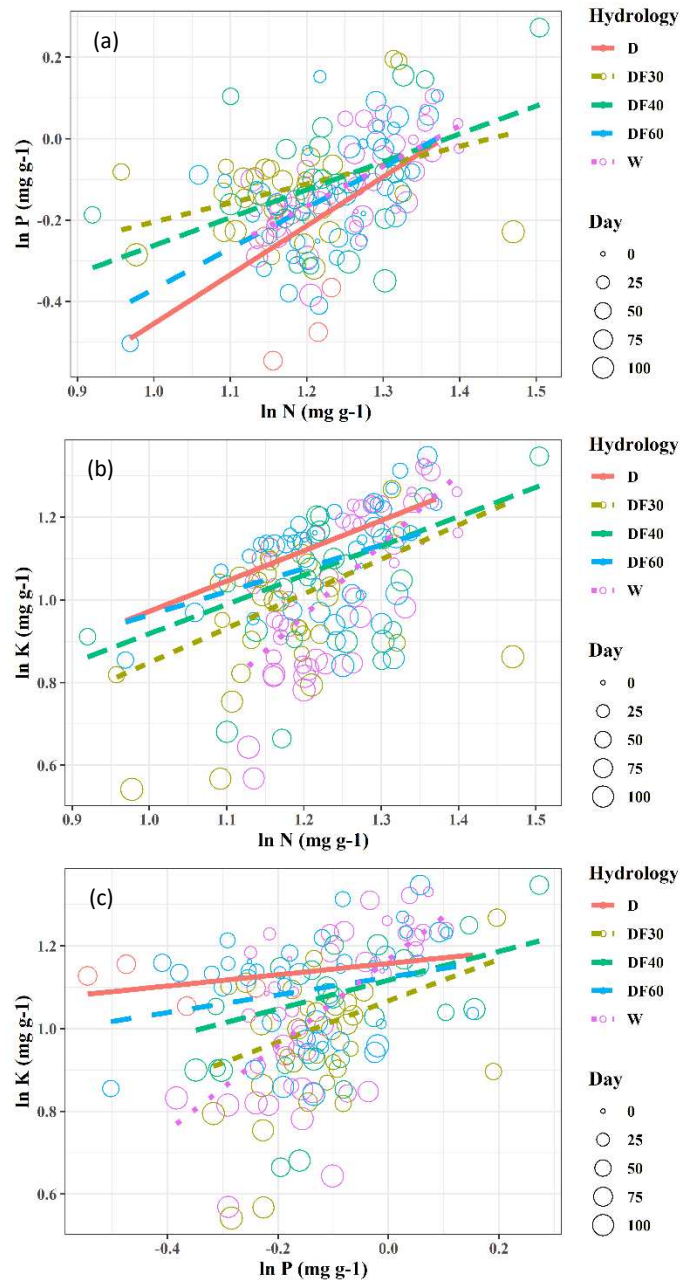 (a)
0.2
0.0
-0.2
-0.4
ln P (mg g-1)
0.9 1.0 1.1 1.2 1.3 1.4 1.5
ln N (mg g-1)
Hydrology
D
DF30
DF40
DF60
W
Day
0
25
50
75
100
(b)
1.2
1.0
0.8
0.6
ln K (mg g-1)
0.9 1.0 1.1 1.2 1.3 1.4 1.5
ln N (mg g-1)
Hydrology
D
DF30
DF40
DF60
W
Day
0
25
50
75
100
(c)
1.2
1.0
0.8
0.6
ln K (mg g-1)
-0.4 -0.2 0.0 0.2
ln P (mg g-1)
Hydrology
D
DF30
DF40
DF60
W
Day
0
25
50
75
100